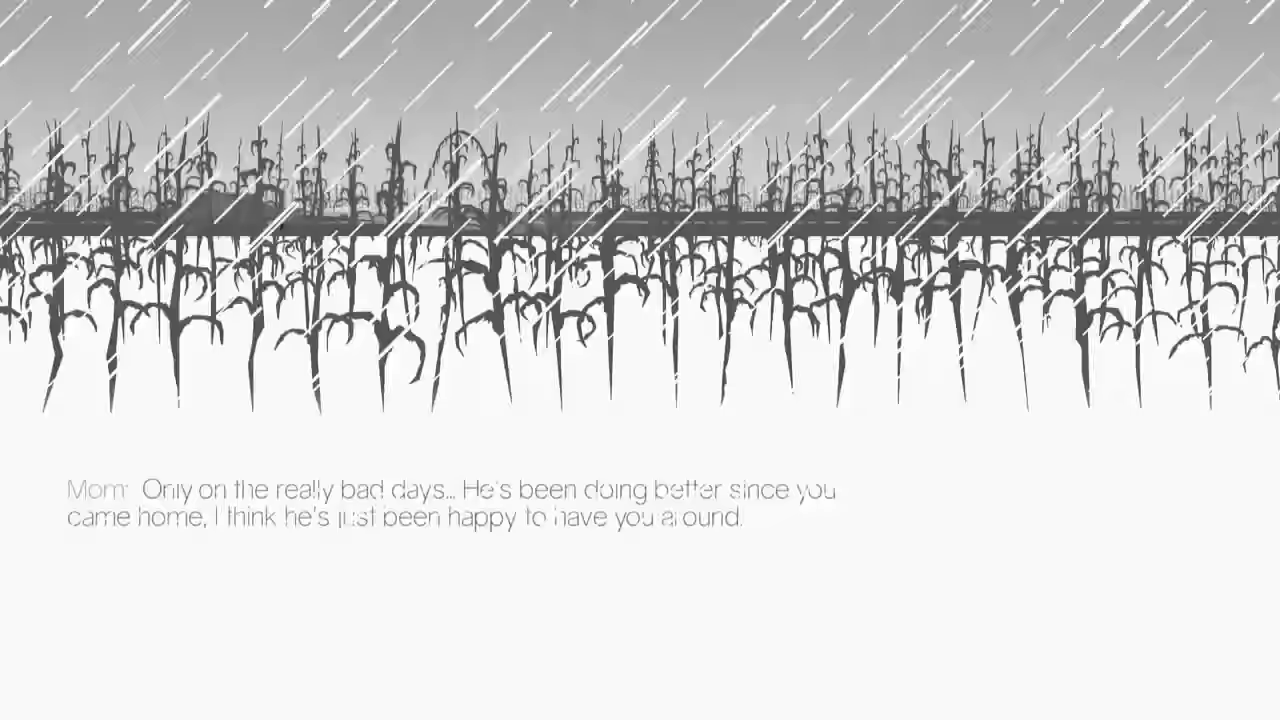 Mom: Only on the really bad days... He's been doing better since you
came home, I think he's just been happy to have you around.